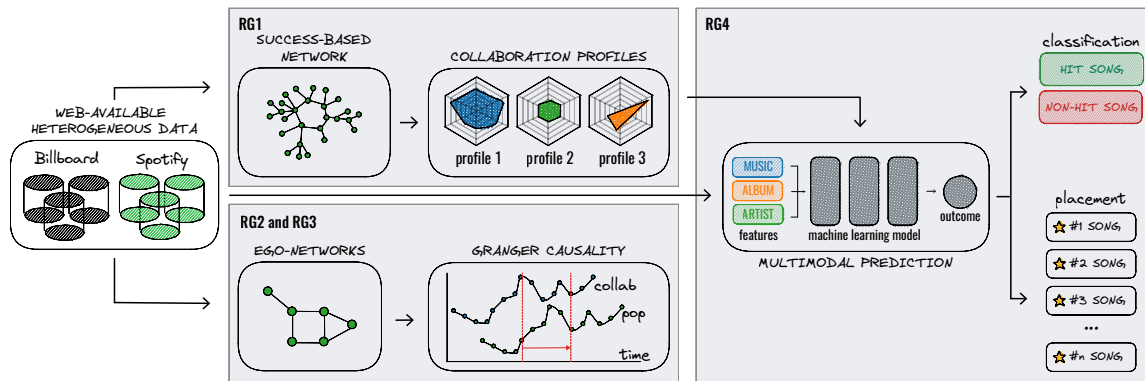 WEB-AVAILABLE
HETEROGENEOUS DATA
Billboard
Spotify
RG1
SUCCESS-BASED
NETWORK
COLLABORATION PROFILES
profile 1
profile 2
profile 3
RG2 and RG3
EGO-NETWORKS
GRANGER CAUSALITY
collab
pop
time
RG4
MUSIC
ALBUM
ARTIST
features
machine learning model
outcome
MULTIMODAL PREDICTION
classification
HIT SONG
NON-HIT SONG
placement
#1 SONG
#2 SONG
#3 SONG
...
#n SONG